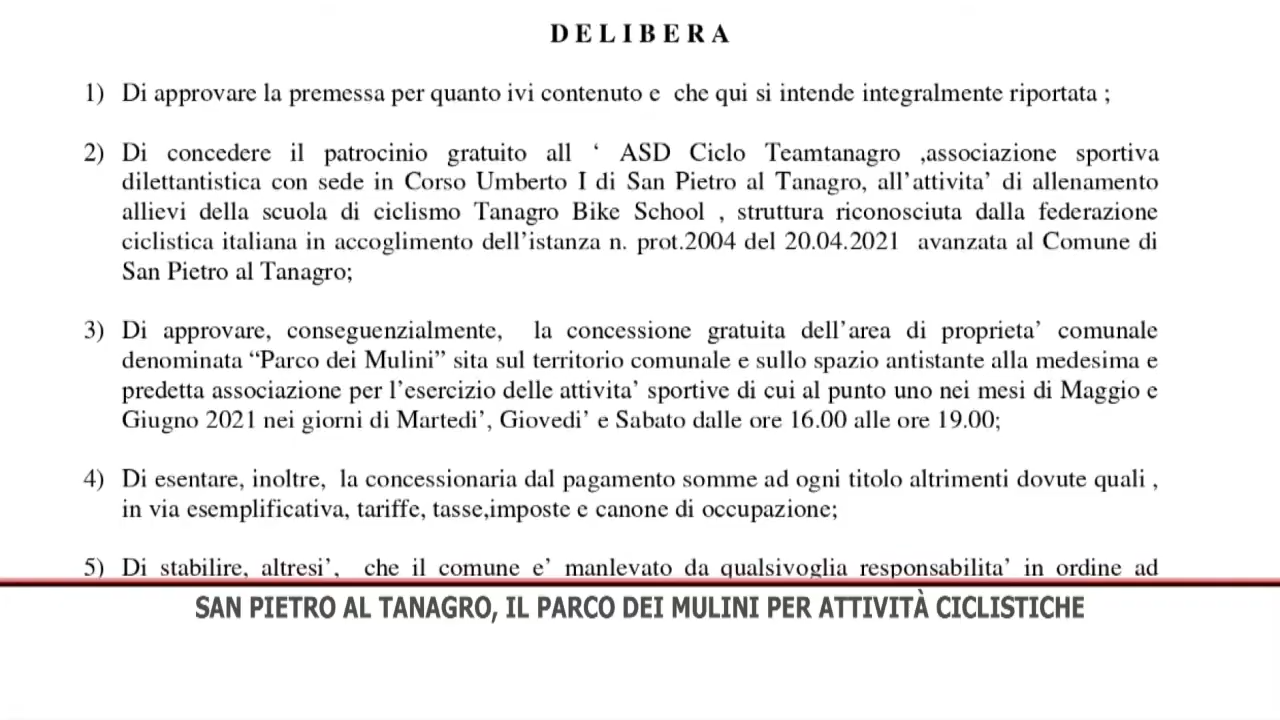 DELIBERA
1) Di approvare la premessa per quanto ivi contenuto e che qui si intende integralmente riportata ;
2) Di concedere il patrocinio gratuito all ‘ ASD Ciclo Teamtanagro ,associazione sportiva
dilettantistica con sede in Corso Umberto I di San Pietro al Tanagro, all’attivita’ di allenamento
allievi della scuola di ciclismo Tanagro Bike School , struttura riconosciuta dalla federazione
ciclistica italiana in accoglimento dell’istanza n. prot.2004 del 20.04.2021 avanzata al Comune di
San Pietro al Tanagro;
3) Di approvare, conseguenzialmente, la concessione gratuita dell’area di proprieta’ comunale
denominata “Parco dei Mulini” sita sul territorio comunale e sullo spazio antistante alla medesima e
predetta associazione per l’esercizio delle attivita’ sportive di cui al punto uno nei mesi di Maggio e
Giugno 2021 nei giorni di Martedi’, Giovedi’ e Sabato dalle ore 16.00 alle ore 19.00;
4) Di esentare, inoltre, la concessionaria dal pagamento somme ad ogni titolo altrimenti dovute quali ,
in via esemplificativa, tariffe, tasse,imposte e canone di occupazione;
5) Di stabilire, altresi’, che il comune e’ manlevato da qualsivoglia responsabilita’ in ordine ad
SAN PIETRO AL TANAGRO, IL PARCO DEI MULINI PER ATTIVITÀ CICLISTICHE